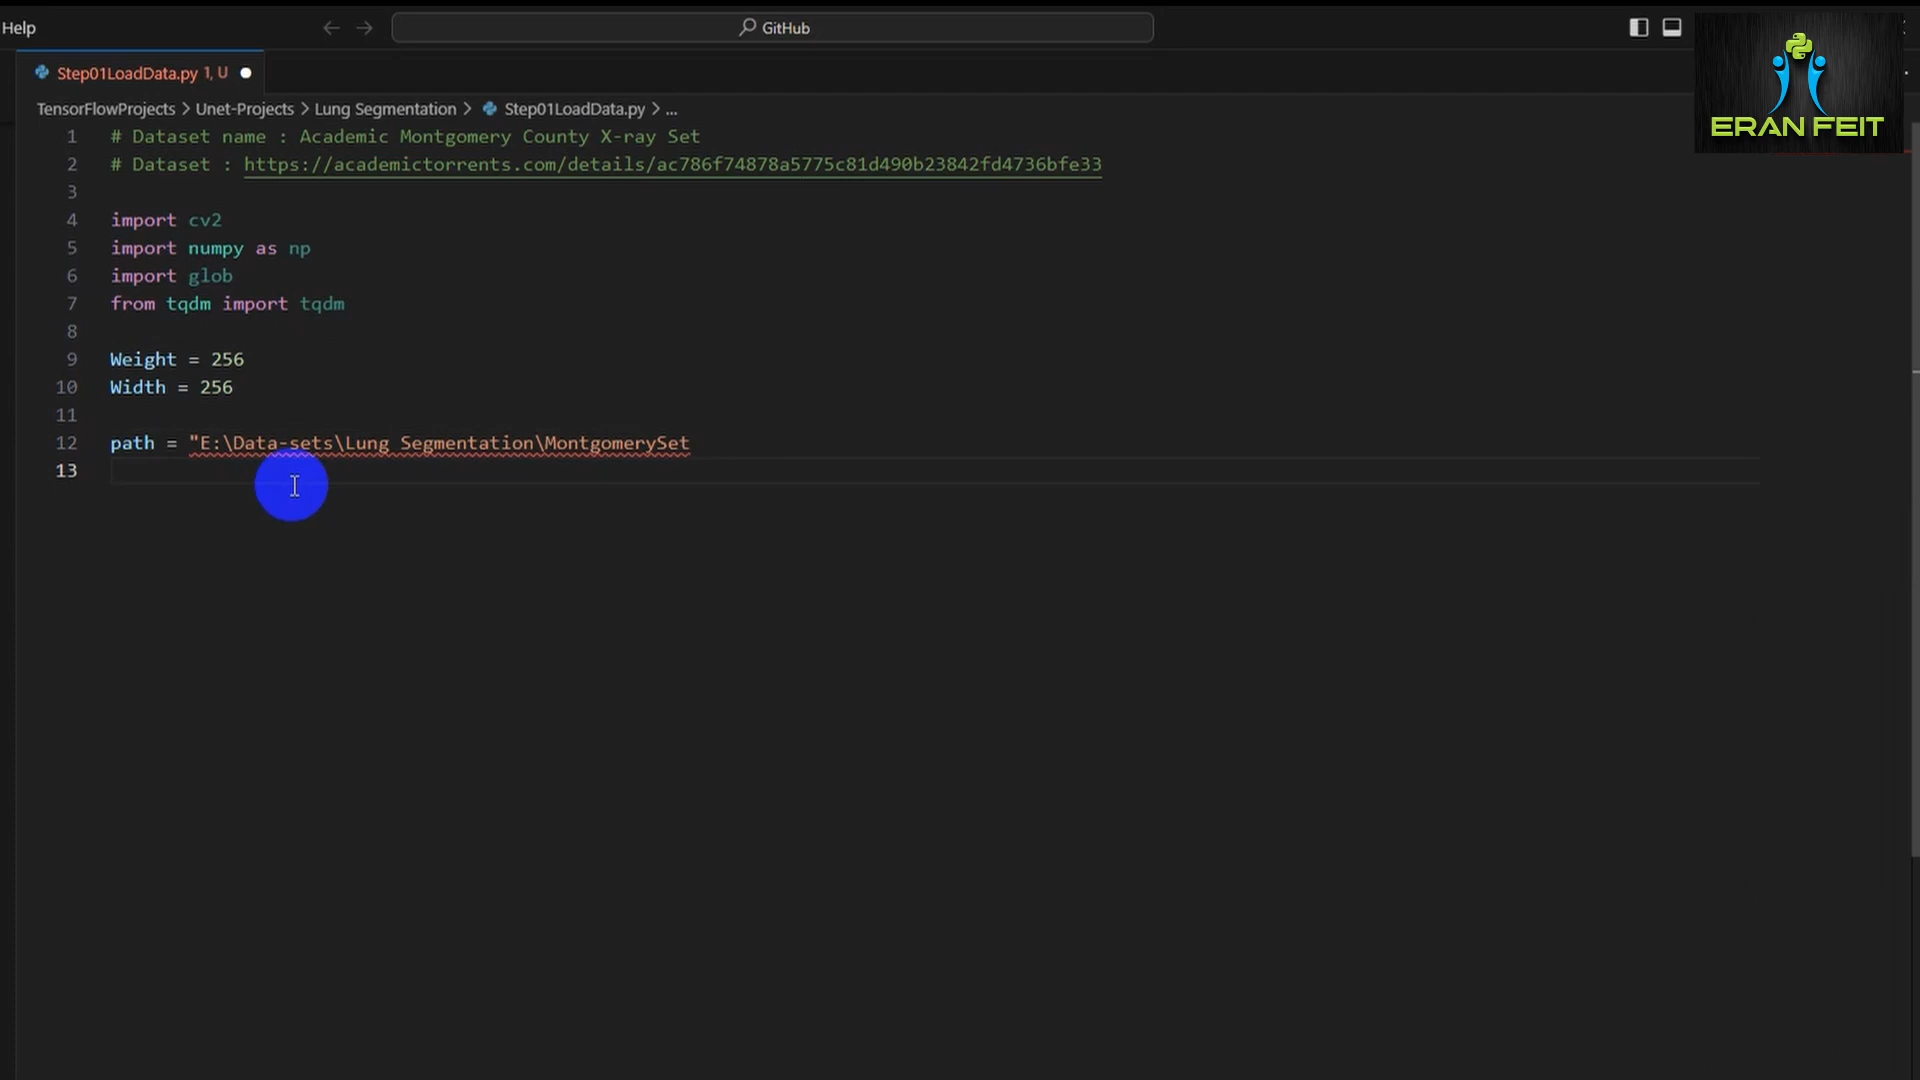 Help
GitHub
Step01LoadData.py 1, U
ERAN FEIT
TensorFlowProjects > Unet-Projects > Lung Segmentation > Step01LoadData.py > ...
1 # Dataset name : Academic Montgomery County X-ray Set
2 # Dataset : https://academictorrents.com/details/ac786f74878a5775c81d490b23842fd4736bfe33
3
4 import cv2
5 import numpy as np
6 import glob
7 from tqdm import tqdm
8
9 Weight = 256
10 Width = 256
11
12 path = "E:\Data-sets\Lung Segmentation\MontgomerySet
13